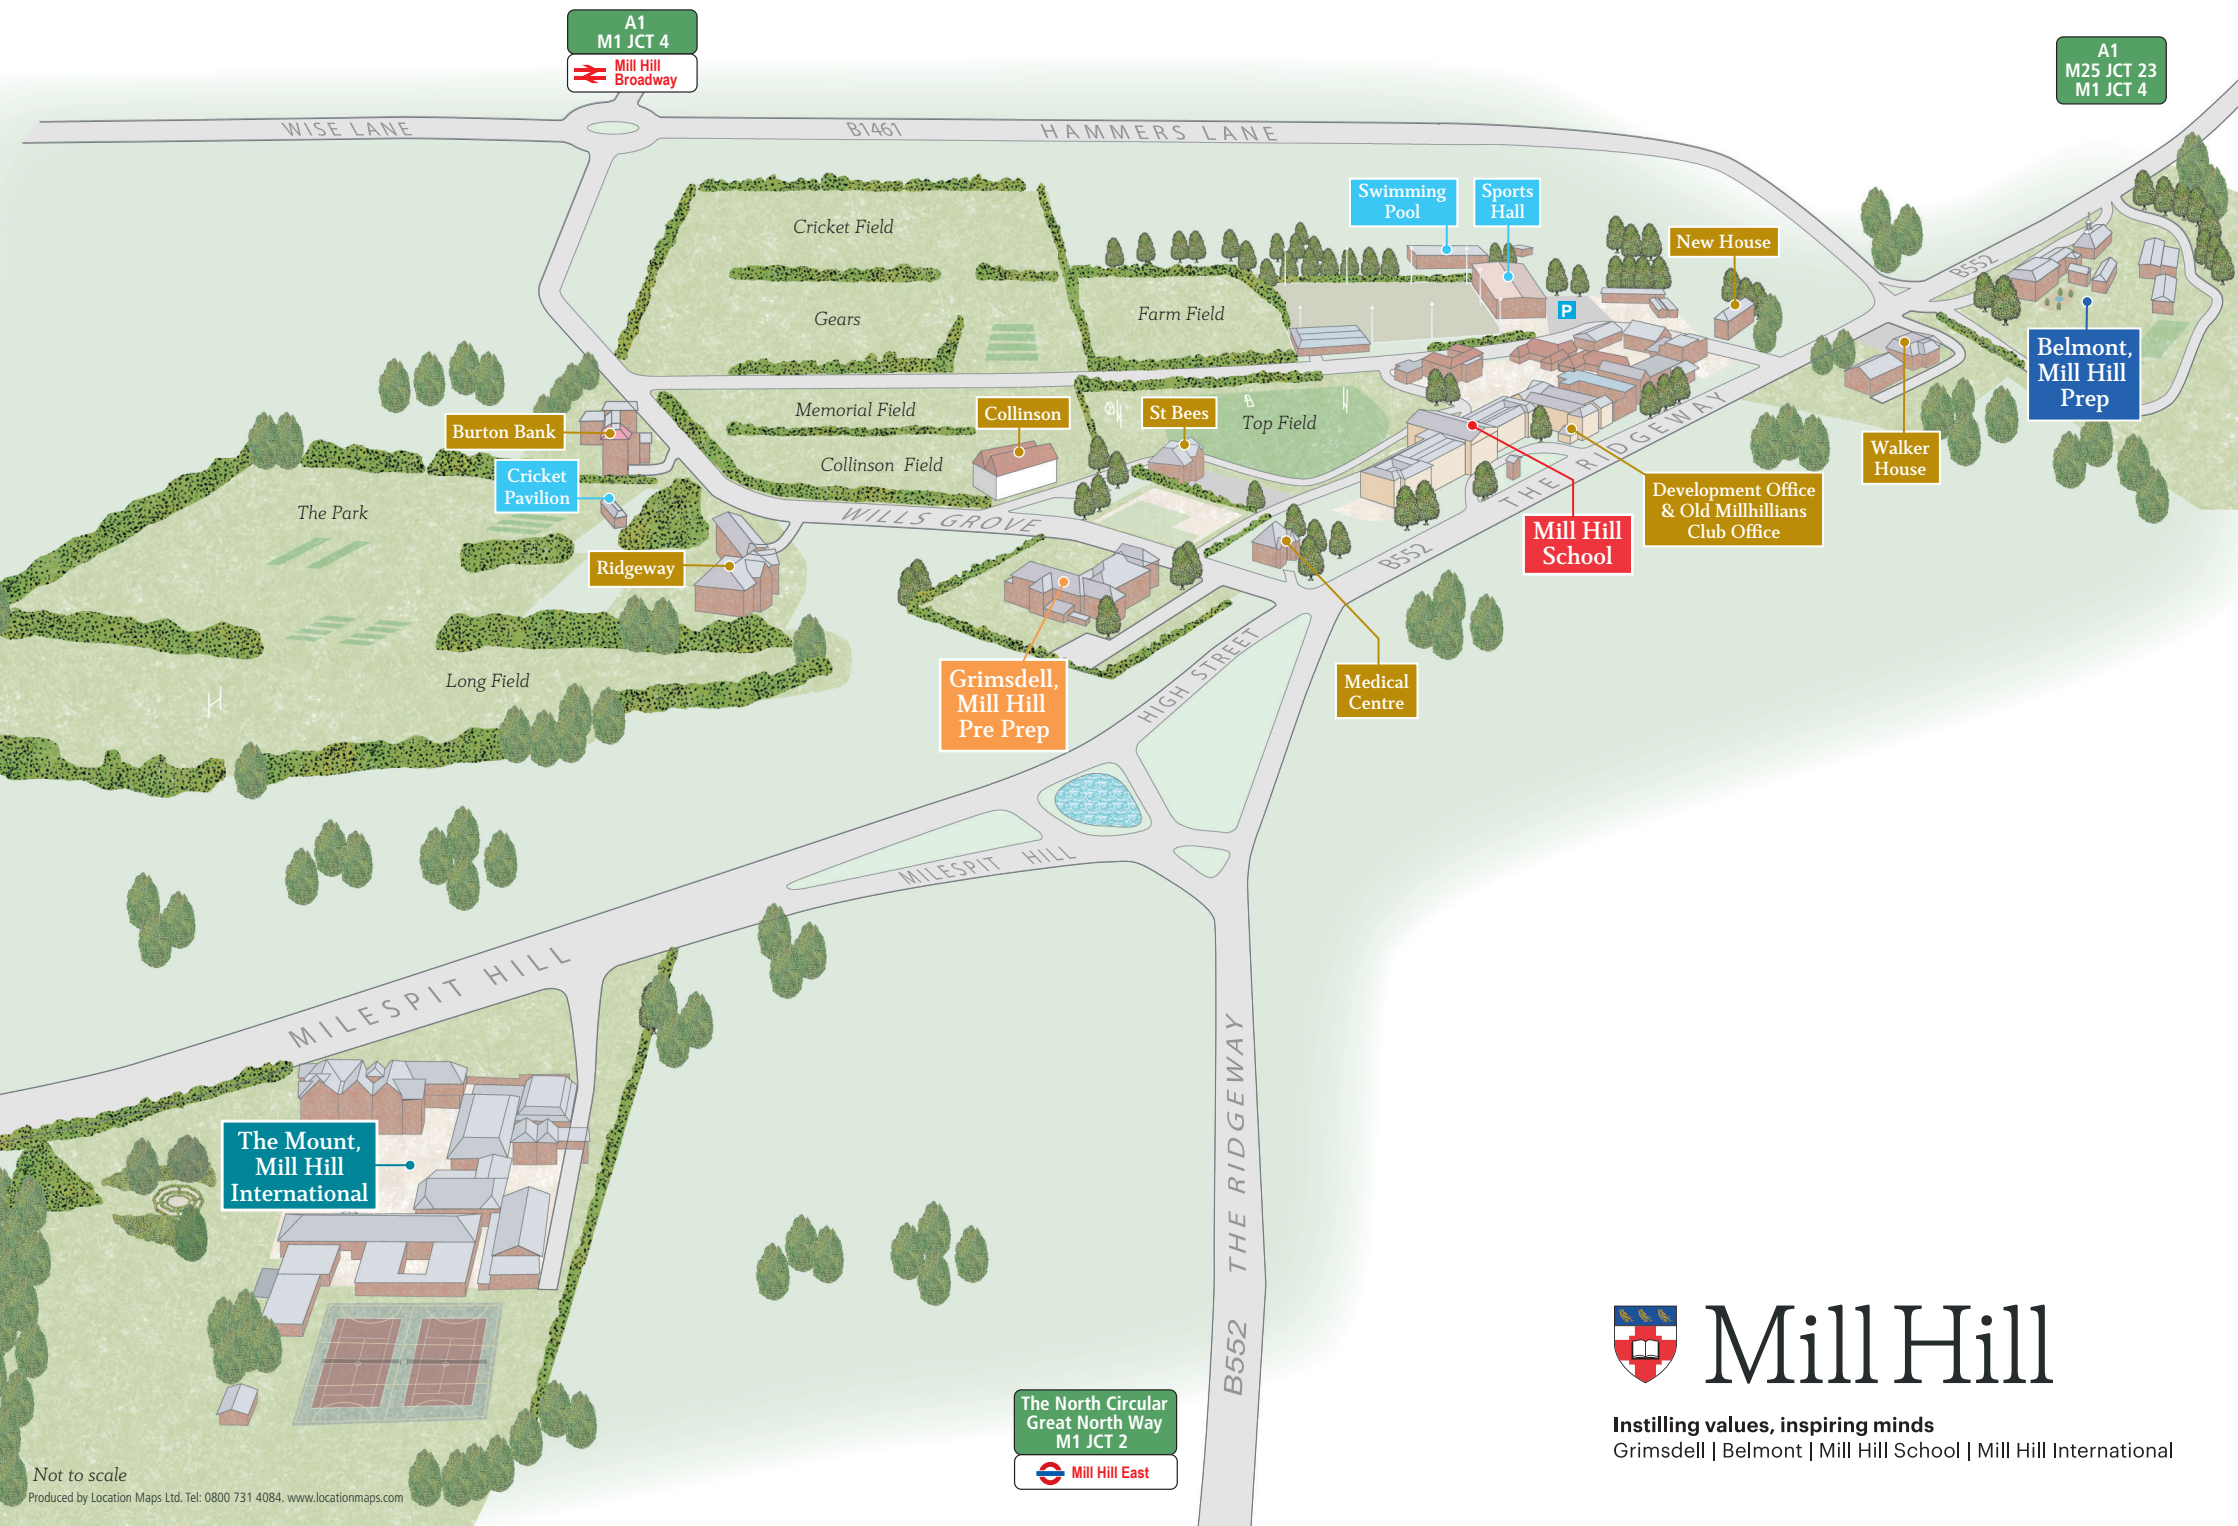 A1
M1 JCT 4
Mill Hill
Broadway
A1
M25 JCT 23
M1 JCT 4
WISE LANE
B1461
HAMMERS LANE
Swimming
Pool
Sports
Hall
New House
Cricket Field
Gears
Farm Field
P
B552
Belmont,
Mill Hill
Prep
Memorial Field
Collinson
St Bees
Top Field
Burton Bank
Collinson Field
Cricket
Pavilion
The Park
WILLS GROVE
THE RIDGEWAY
B552
Walker
House
Development Office
& Old Millhillians
Club Office
Mill Hill
School
Ridgeway
Long Field
Grimsdell,
Mill Hill
Pre Prep
HIGH STREET
Medical
Centre
MILESPIT HILL
MILESPIT HILL
The Mount,
Mill Hill
International
B552 THE RIDGEWAY
The North Circular
Great North Way
M1 JCT 2
Mill Hill East
Mill Hill
Instilling values, inspiring minds
Grimsdell | Belmont | Mill Hill School | Mill Hill International
Not to scale
Produced by Location Maps Ltd. Tel: 0800 731 4084. www.locationmaps.com